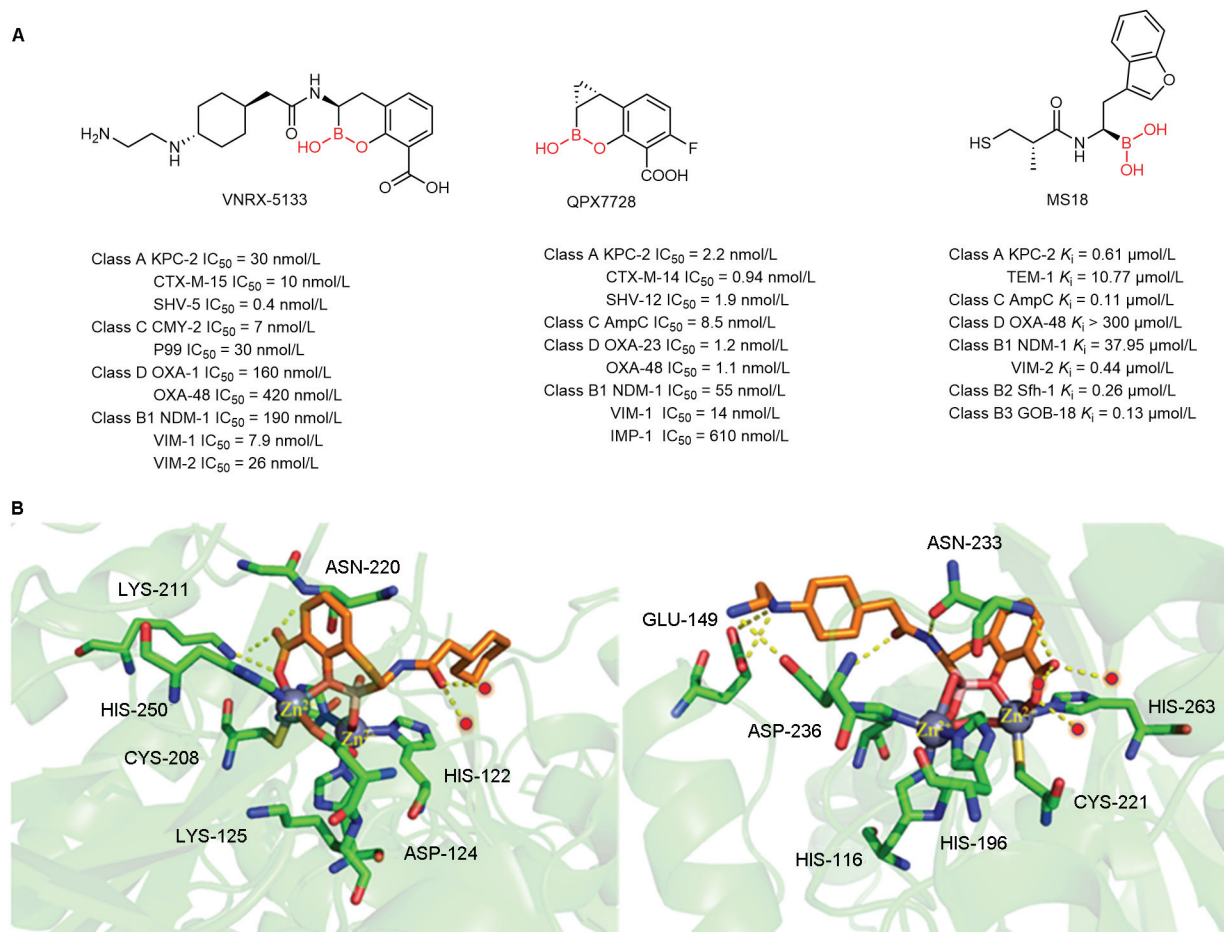 A
H₂N
N
H
H
N
O
HO
B
O
O
OH
VNRX-5133
HO
B
O
F
COOH
QPX7728
O
O
HS
N
H
B
OH
OH
MS18
Class A KPC-2 IC₅₀ = 30 nmol/L
CTX-M-15 IC₅₀ = 10 nmol/L
SHV-5 IC₅₀ = 0.4 nmol/L
Class C CMY-2 IC₅₀ = 7 nmol/L
P99 IC₅₀ = 30 nmol/L
Class D OXA-1 IC₅₀ = 160 nmol/L
OXA-48 IC₅₀ = 420 nmol/L
Class B1 NDM-1 IC₅₀ = 190 nmol/L
VIM-1 IC₅₀ = 7.9 nmol/L
VIM-2 IC₅₀ = 26 nmol/L
Class A KPC-2 IC₅₀ = 2.2 nmol/L
CTX-M-14 IC₅₀ = 0.94 nmol/L
SHV-12 IC₅₀ = 1.9 nmol/L
Class C AmpC IC₅₀ = 8.5 nmol/L
Class D OXA-23 IC₅₀ = 1.2 nmol/L
OXA-48 IC₅₀ = 1.1 nmol/L
Class B1 NDM-1 IC₅₀ = 55 nmol/L
VIM-1 IC₅₀ = 14 nmol/L
IMP-1 IC₅₀ = 610 nmol/L
Class A KPC-2 Kᵢ = 0.61 µmol/L
TEM-1 Kᵢ = 10.77 µmol/L
Class C AmpC Kᵢ = 0.11 µmol/L
Class D OXA-48 Kᵢ > 300 µmol/L
Class B1 NDM-1 Kᵢ = 37.95 µmol/L
VIM-2 Kᵢ = 0.44 µmol/L
Class B2 Sfh-1 Kᵢ = 0.26 µmol/L
Class B3 GOB-18 Kᵢ = 0.13 µmol/L
B
ASN-220
LYS-211
HIS-250
Zn²⁺
Zn²⁺
CYS-208
HIS-122
LYS-125
ASP-124
ASN-233
GLU-149
ASP-236
Zn²⁺
Zn²⁺
HIS-263
CYS-221
HIS-196
HIS-116